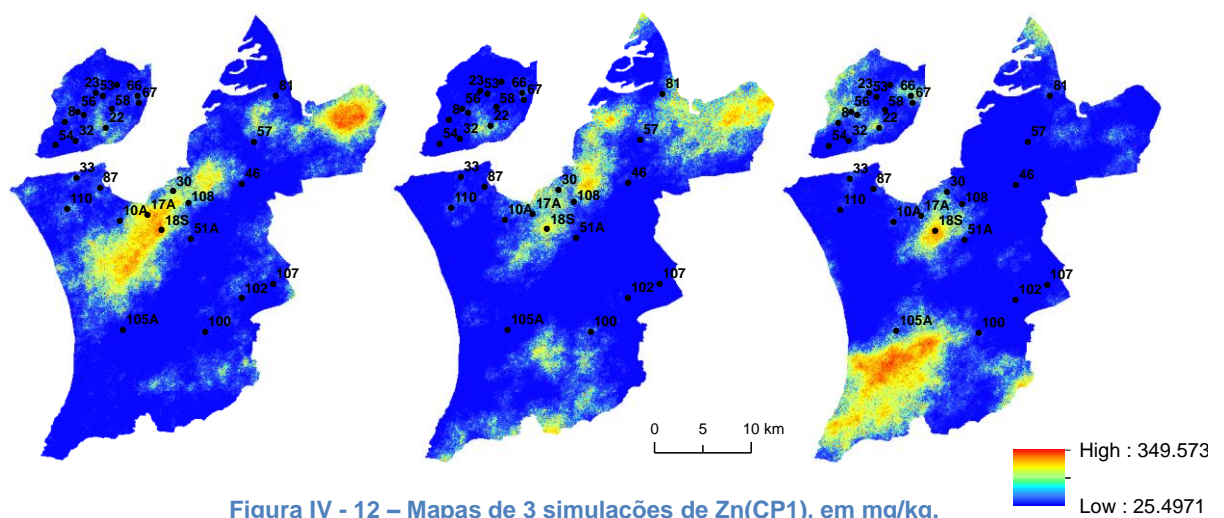 23 53 66 67
56 58
8 22
54 32
81
57
33
87
30 46
110 108
17A
10A 18S
51A
107
102
105A 100
23 53 66 67
56 58
8 22
54 32
81
57
33
87
30 46
110 108
17A
10A 18S
51A
107
102
105A 100
0 5 10 km
23 53 66 67
56 58
8 22
54 32
81
57
33
87
30 46
110 108
17A
10A 18S
51A
107
102
105A 100
High : 349.573
Low : 25.4971
Figura IV - 12 – Mapas de 3 simulações de Zn(CP1), em mg/kg.